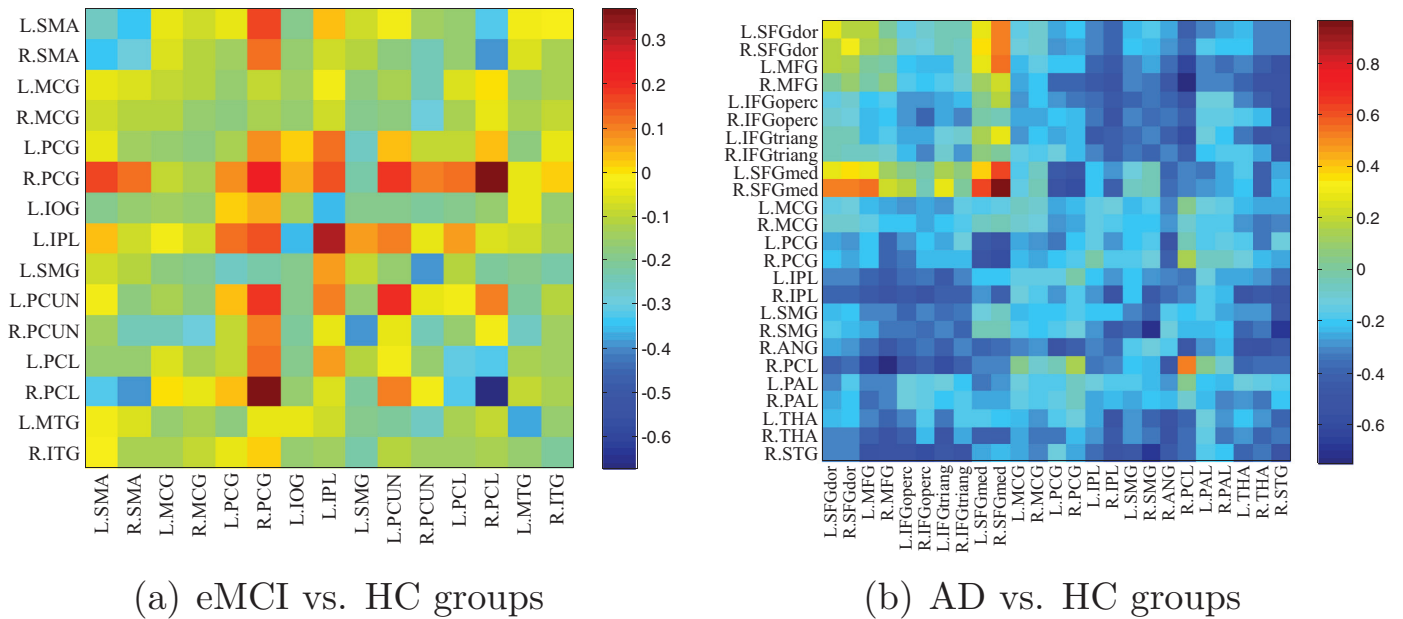 L.SMA
R.SMA
L.MCG
R.MCG
L.PCG
R.PCG
L.IOG
L.IPL
L.SMG
L.PCUN
R.PCUN
L.PCL
R.PCL
L.MTG
R.ITG
L.SMA
R.SMA
L.MCG
R.MCG
L.PCG
R.PCG
L.IOG
L.IPL
L.SMG
L.PCUN
R.PCUN
L.PCL
R.PCL
L.MTG
R.ITG
0.3
0.2
0.1
0
-0.1
-0.2
-0.3
-0.4
-0.5
-0.6
(a) eMCI vs. HC groups
L.SFGdor
R.SFGdor
L.MFG
R.MFG
L.IFGoperc
R.IFGoperc
L.IFGtriang
R.IFGtriang
L.SFGmed
R.SFGmed
L.MCG
R.MCG
L.PCG
R.PCG
L.IPL
R.IPL
L.SMG
R.SMG
R.ANG
R.PCL
L.PAL
R.PAL
L.THA
R.THA
R.STG
L.SFGdor
R.SFGdor
L.MFG
R.MFG
L.IFGoperc
R.IFGoperc
L.IFGtriang
R.IFGtriang
L.SFGmed
R.SFGmed
L.MCG
R.MCG
L.PCG
R.PCG
L.IPL
R.IPL
L.SMG
R.SMG
R.ANG
R.PCL
L.PAL
R.PAL
L.THA
R.THA
R.STG
0.8
0.6
0.4
0.2
0
-0.2
-0.4
-0.6
(b) AD vs. HC groups